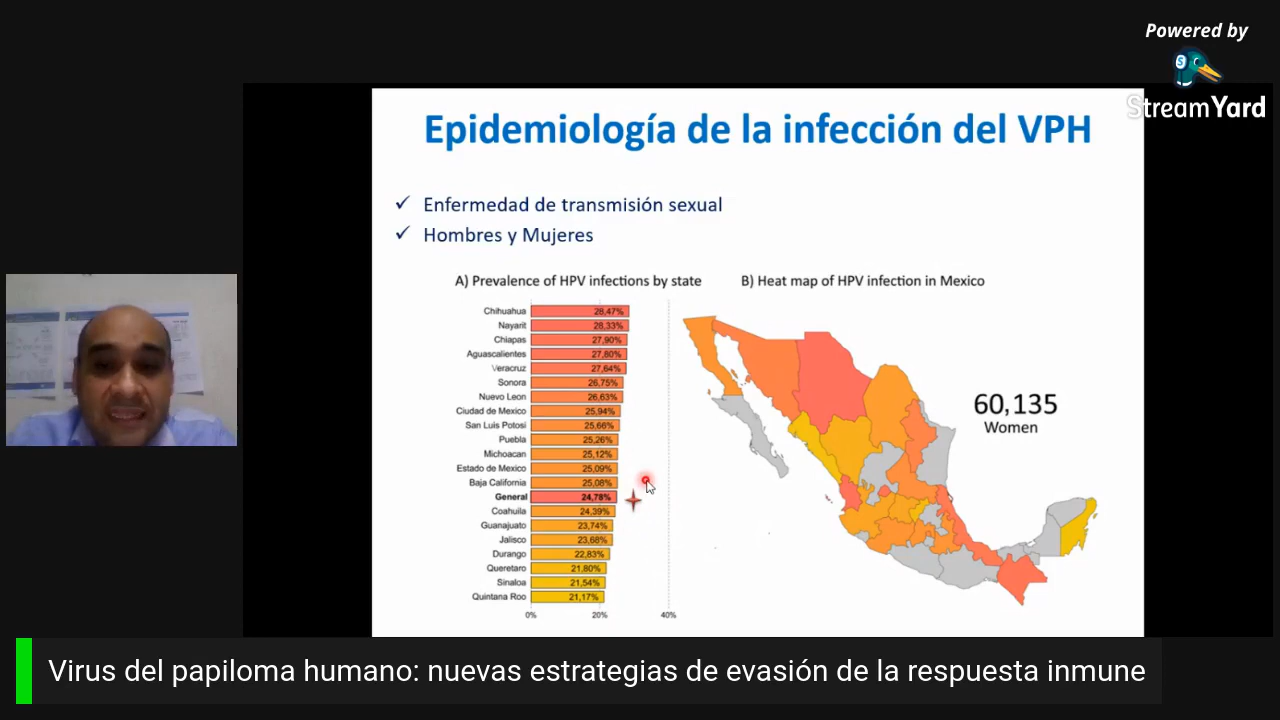 Powered by
StreamYard
Epidemiología de la infección del VPH
✓ Enfermedad de transmisión sexual
✓ Hombres y Mujeres
A) Prevalence of HPV infections by state
B) Heat map of HPV infection in Mexico
Chihuahua 28,47%
Nayarit 28,33%
Chiapas 27,90%
Aguascalientes 27,80%
Veracruz 27,64%
Sonora 26,75%
Nuevo Leon 26,63%
Ciudad de Mexico 25,94%
San Luis Potosi 25,66%
Puebla 25,26%
Michoacan 25,12%
Estado de Mexico 25,09%
Baja California 25,08%
General 24,78%
Coahuila 24,39%
Guanajuato 23,74%
Jalisco 23,68%
Durango 22,83%
Queretaro 21,80%
Sinaloa 21,54%
Quintana Roo 21,17%
0% 20% 40%
60,135
Women
Virus del papiloma humano: nuevas estrategias de evasión de la respuesta inmune